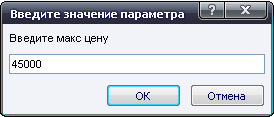 Введите значение параметра
Введите макс цену
45000
ОК Отмена